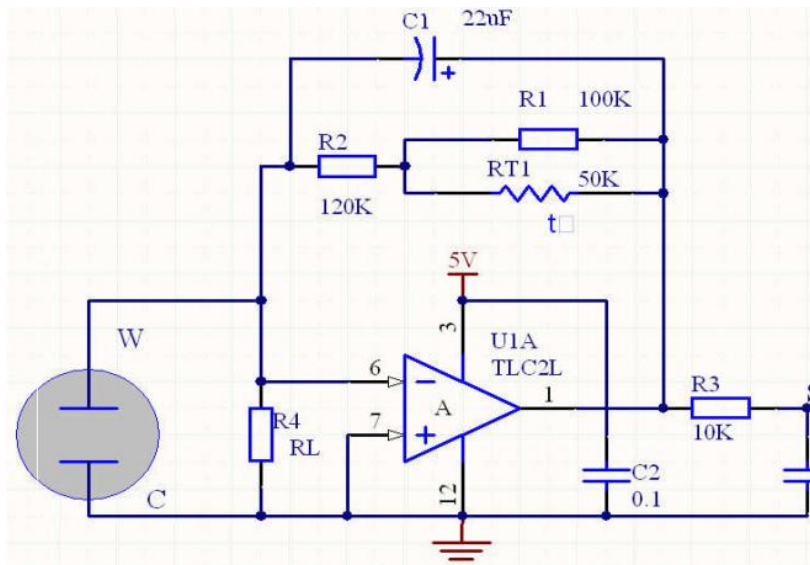 C1 22nF
R1 100K
R2
RT1 50K
120K
t
5V
W
3
U1A
TLC2L
6
A
1
R3
7
R4
RL
10K
C2
C
12
0.1